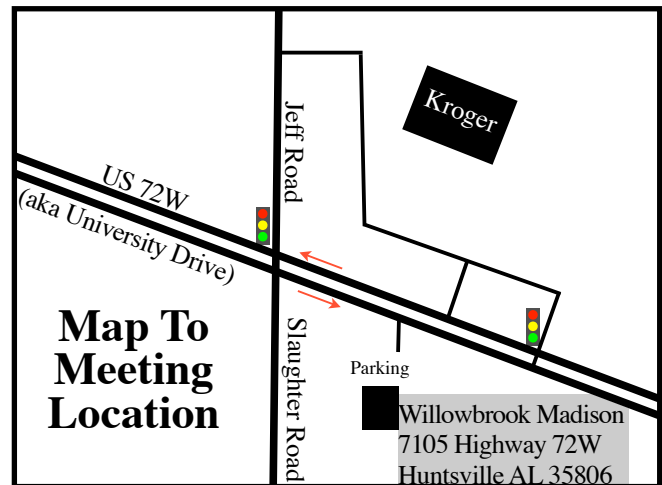 Kroger
Jeff Road
US 72W
(aka University Drive)
Map To
Meeting
Location
Slaughter Road
Parking
Willowbrook Madison
7105 Highway 72W
Huntsville AL 35806